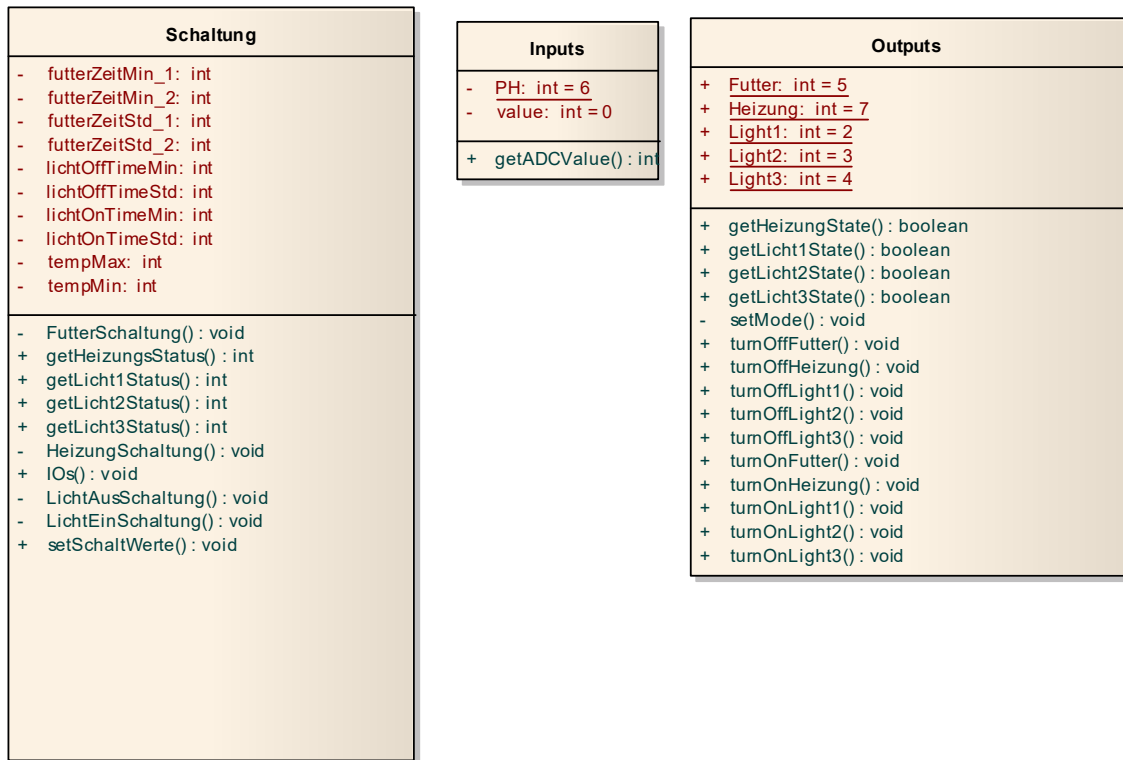 Schaltung
- futterZeitMin_1: int
- futterZeitMin_2: int
- futterZeitStd_1: int
- futterZeitStd_2: int
- lichtOffTimeMin: int
- lichtOffTimeStd: int
- lichtOnTimeMin: int
- lichtOnTimeStd: int
- tempMax: int
- tempMin: int
- FutterSchaltung() : void
+ getHeizungsStatus() : int
+ getLicht1Status() : int
+ getLicht2Status() : int
+ getLicht3Status() : int
- HeizungSchaltung() : void
+ IOs() : void
- LichtAusSchaltung() : void
- LichtEinSchaltung() : void
+ setSchaltWerte() : void
Inputs
- PH: int = 6
- value: int = 0
+ getADCValue() : int
Outputs
+ Futter: int = 5
+ Heizung: int = 7
+ Light1: int = 2
+ Light2: int = 3
+ Light3: int = 4
+ getHeizungState() : boolean
+ getLicht1State() : boolean
+ getLicht2State() : boolean
+ getLicht3State() : boolean
- setMode() : void
+ turnOffFutter() : void
+ turnOffHeizung() : void
+ turnOffLight1() : void
+ turnOffLight2() : void
+ turnOffLight3() : void
+ turnOnFutter() : void
+ turnOnHeizung() : void
+ turnOnLight1() : void
+ turnOnLight2() : void
+ turnOnLight3() : void